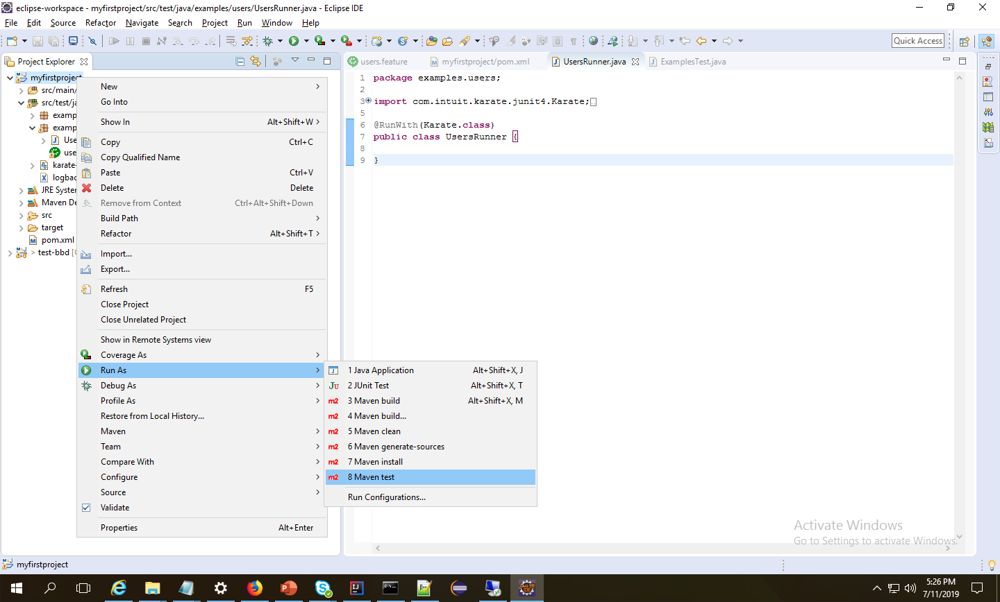 eclipse-workspace - myfirstproject/src/test/java/examples/users/UsersRunner.java - Eclipse IDE
File Edit Source Refactor Navigate Search Project Run Window Help
Quick Access
Project Explorer
users.feature myfirstproject/pom.xml UsersRunner.java ExamplesTest.java
myfirstproject
src/main/
src/test/ja
examp
examp
Use
use
karate-
logbac
JRE System
Maven De
src
target
pom.xml
> test-bbd
New
Go Into
Show In Alt+Shift+W >
Copy Ctrl+C
Copy Qualified Name
Paste Ctrl+V
Delete Delete
Remove from Context Ctrl+Alt+Shift+Down
Build Path
Refactor Alt+Shift+T >
Import...
Export...
Refresh F5
Close Project
Close Unrelated Project
Show in Remote Systems view
Coverage As
Run As
Debug As
Profile As
Restore from Local History...
Maven
Team
Compare With
Configure
Source
Validate
Properties Alt+Enter
1 Java Application Alt+Shift+X, J
2 JUnit Test Alt+Shift+X, T
3 Maven build Alt+Shift+X, M
4 Maven build...
5 Maven clean
6 Maven generate-sources
7 Maven install
8 Maven test
Run Configurations...
1 package examples.users;
2
3 import com.intuit.karate.junit4.Karate;
5
6 @RunWith(Karate.class)
7 public class UsersRunner {
8
9 }
Activate Windows
Go to Settings to activate Windows.
myfirstproject
5:26 PM
7/11/2019